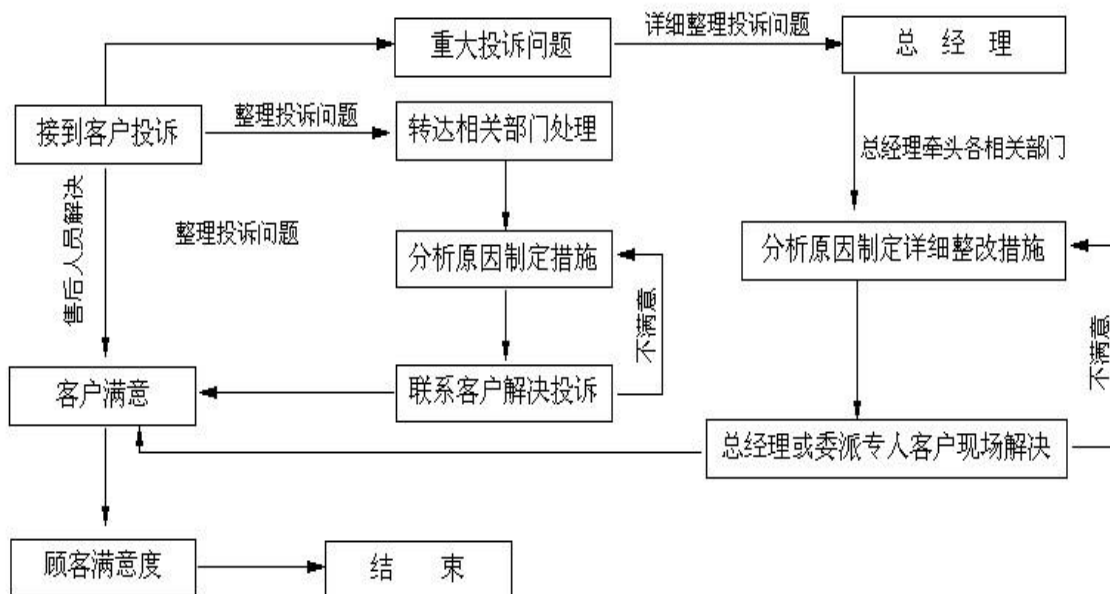 重大投诉问题
详细整理投诉问题
总 经 理
接到客户投诉
整理投诉问题
转达相关部门处理
总经理牵头各相关部门
售后人员解决
整理投诉问题
分析原因制定措施
不满意
分析原因制定详细整改措施
不满意
客户满意
联系客户解决投诉
总经理或委派专人客户现场解决
顾客满意度
结 束